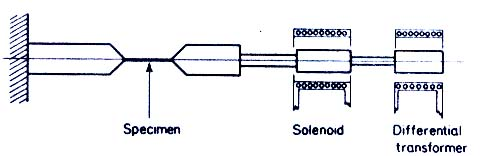 Specimen
Solenoid
Differential
transformer